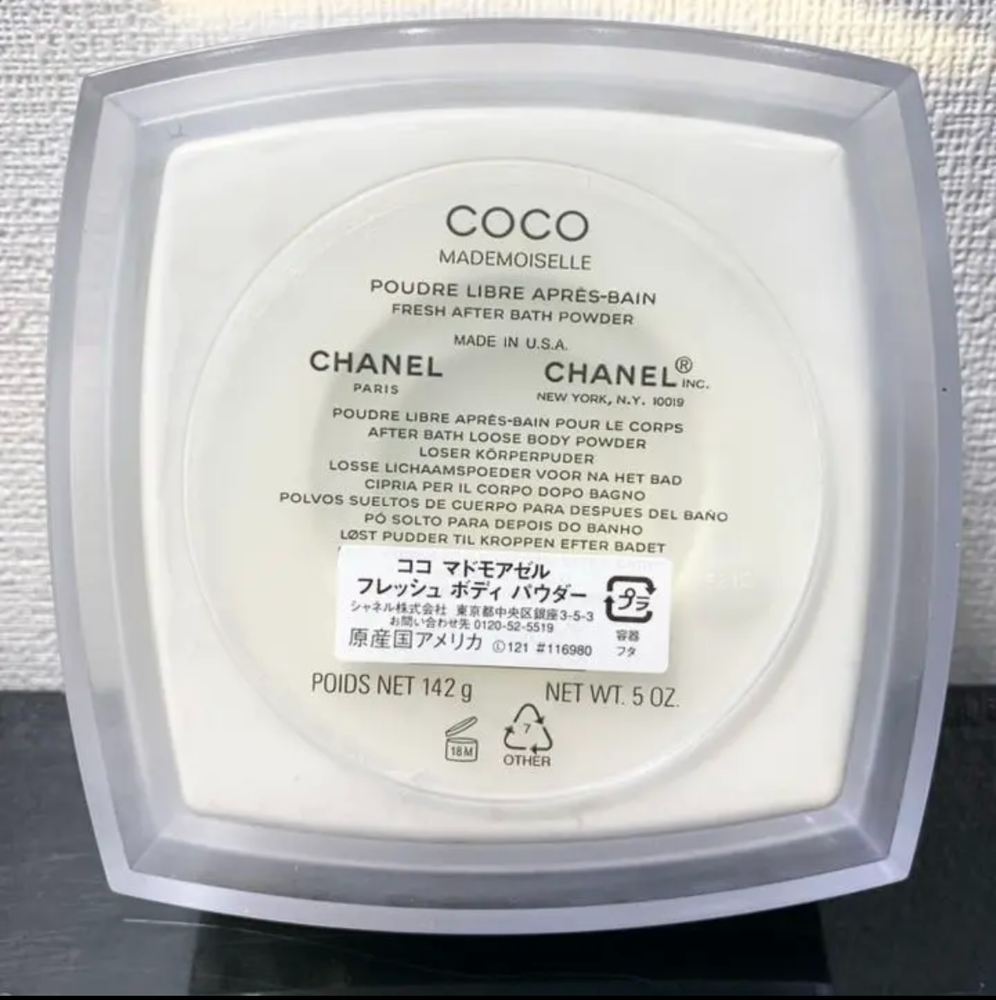 COCO
MADEMOISELLE
POUDRE LIBRE APRÈS-BAIN
FRESH AFTER BATH POWDER
MADE IN U.S.A.
CHANEL CHANEL® INC.
PARIS NEW YORK, N.Y. 10019
POUDRE LIBRE APRÈS-BAIN POUR LE CORPS
AFTER BATH LOOSE BODY POWDER
LOSER KÖRPERPUDER
LOSSE LICHAAMSPOEDER VOOR NA HET BAD
CIPRIA PER IL CORPO DOPO BAGNO
POLVOS SUELTOS DE CUERPO PARA DESPUES DEL BAÑO
PÓ SOLTO PARA DEPOIS DO BANHO
LØST PUDDER TIL KROPPEN EFTER BADET
ココ マドモアゼル
フレッシュ ボディ パウダー
シャネル株式会社 東京都中央区銀座3-5-3
お問い合わせ先 0120-52-5519
原産国アメリカ ©121 #116980
プラ
容器
フタ
POIDS NET 142 g NET WT. 5 OZ.
18M
7
OTHER